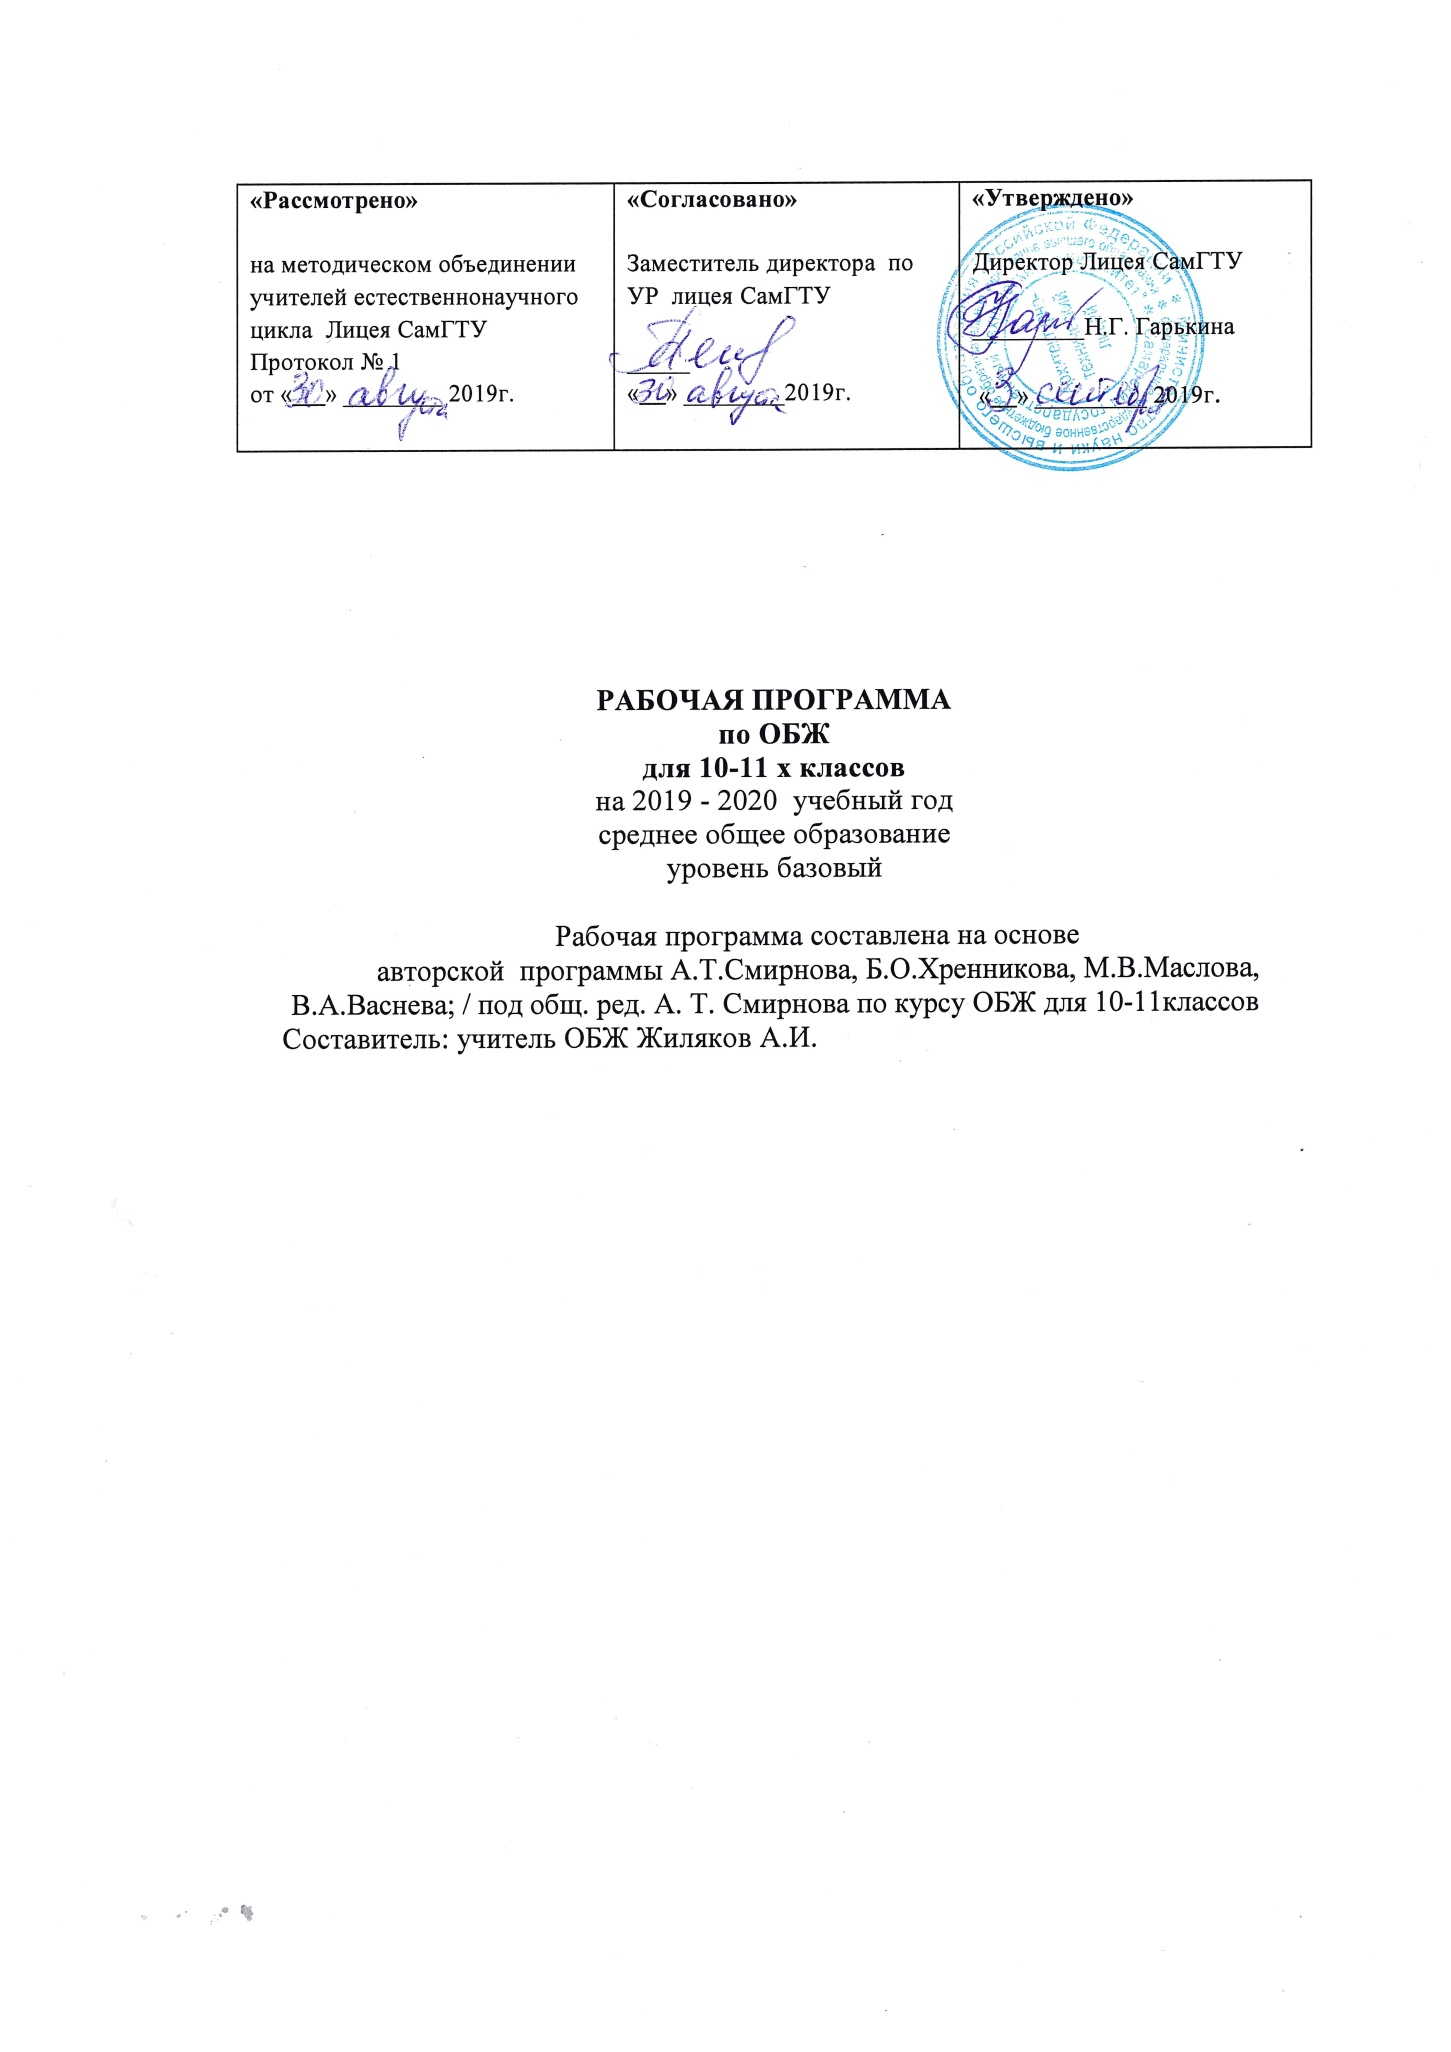 «Рассмотрено»
на методическом объединении
учителей естественнонаучного
цикла Лицея СамГТУ
Протокол № 1
от «30» августа 2019г.
«Согласовано»
Заместитель директора по
УР лицея СамГТУ
«30» августа 2019г.
«Утверждено»
Директор Лицея СамГТУ
Н.Г. Гарькина
«3» сентября 2019г.
РАБОЧАЯ ПРОГРАММА
по ОБЖ
для 10-11 х классов
на 2019 - 2020 учебный год
среднее общее образование
уровень базовый
Рабочая программа составлена на основе
авторской программы А.Т.Смирнова, Б.О.Хренникова, М.В.Маслова,
В.А.Васнева; / под общ. ред. А. Т. Смирнова по курсу ОБЖ для 10-11классов
Составитель: учитель ОБЖ Жиляков А.И.